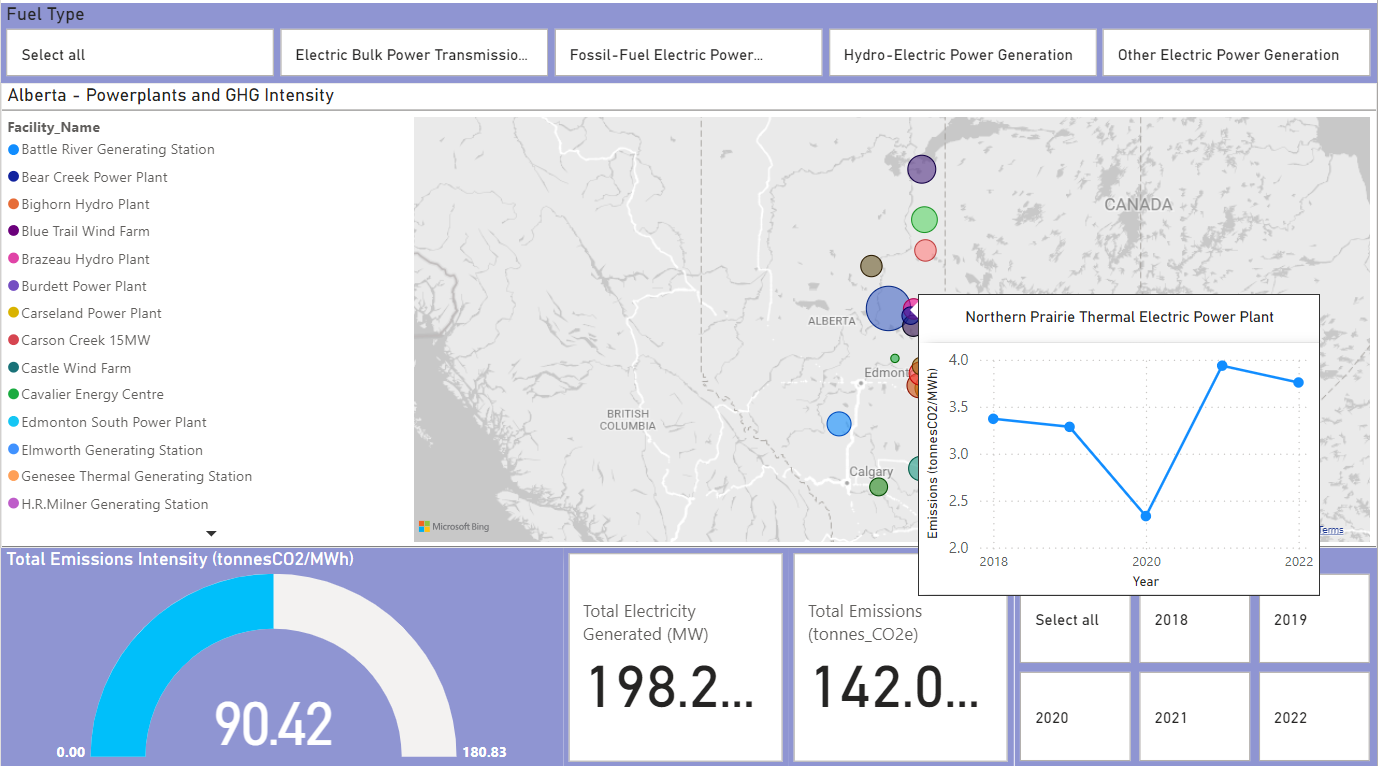 Fuel Type
Select all
Electric Bulk Power Transmissio...
Fossil-Fuel Electric Power...
Hydro-Electric Power Generation
Other Electric Power Generation
Alberta - Powerplants and GHG Intensity
Facility_Name
Battle River Generating Station
Bear Creek Power Plant
Bighorn Hydro Plant
Blue Trail Wind Farm
Brazeau Hydro Plant
Burdett Power Plant
Carseland Power Plant
Carson Creek 15MW
Castle Wind Farm
Cavalier Energy Centre
Edmonton South Power Plant
Elmworth Generating Station
Genesee Thermal Generating Station
H.R.Milner Generating Station
CANADA
ALBERTA
Edmont
BRITISH
COLUMBIA
Calgary
Microsoft Bing
Terms
Northern Prairie Thermal Electric Power Plant
Emissions (tonnesCO2/MWh)
4.0
3.5
3.0
2.5
2.0
2018
2020
2022
Year
Total Emissions Intensity (tonnesCO2/MWh)
90.42
0.00
180.83
Total Electricity
Generated (MW)
198.2...
Total Emissions
(tonnes_CO2e)
142.0...
Select all
2018
2019
2020
2021
2022